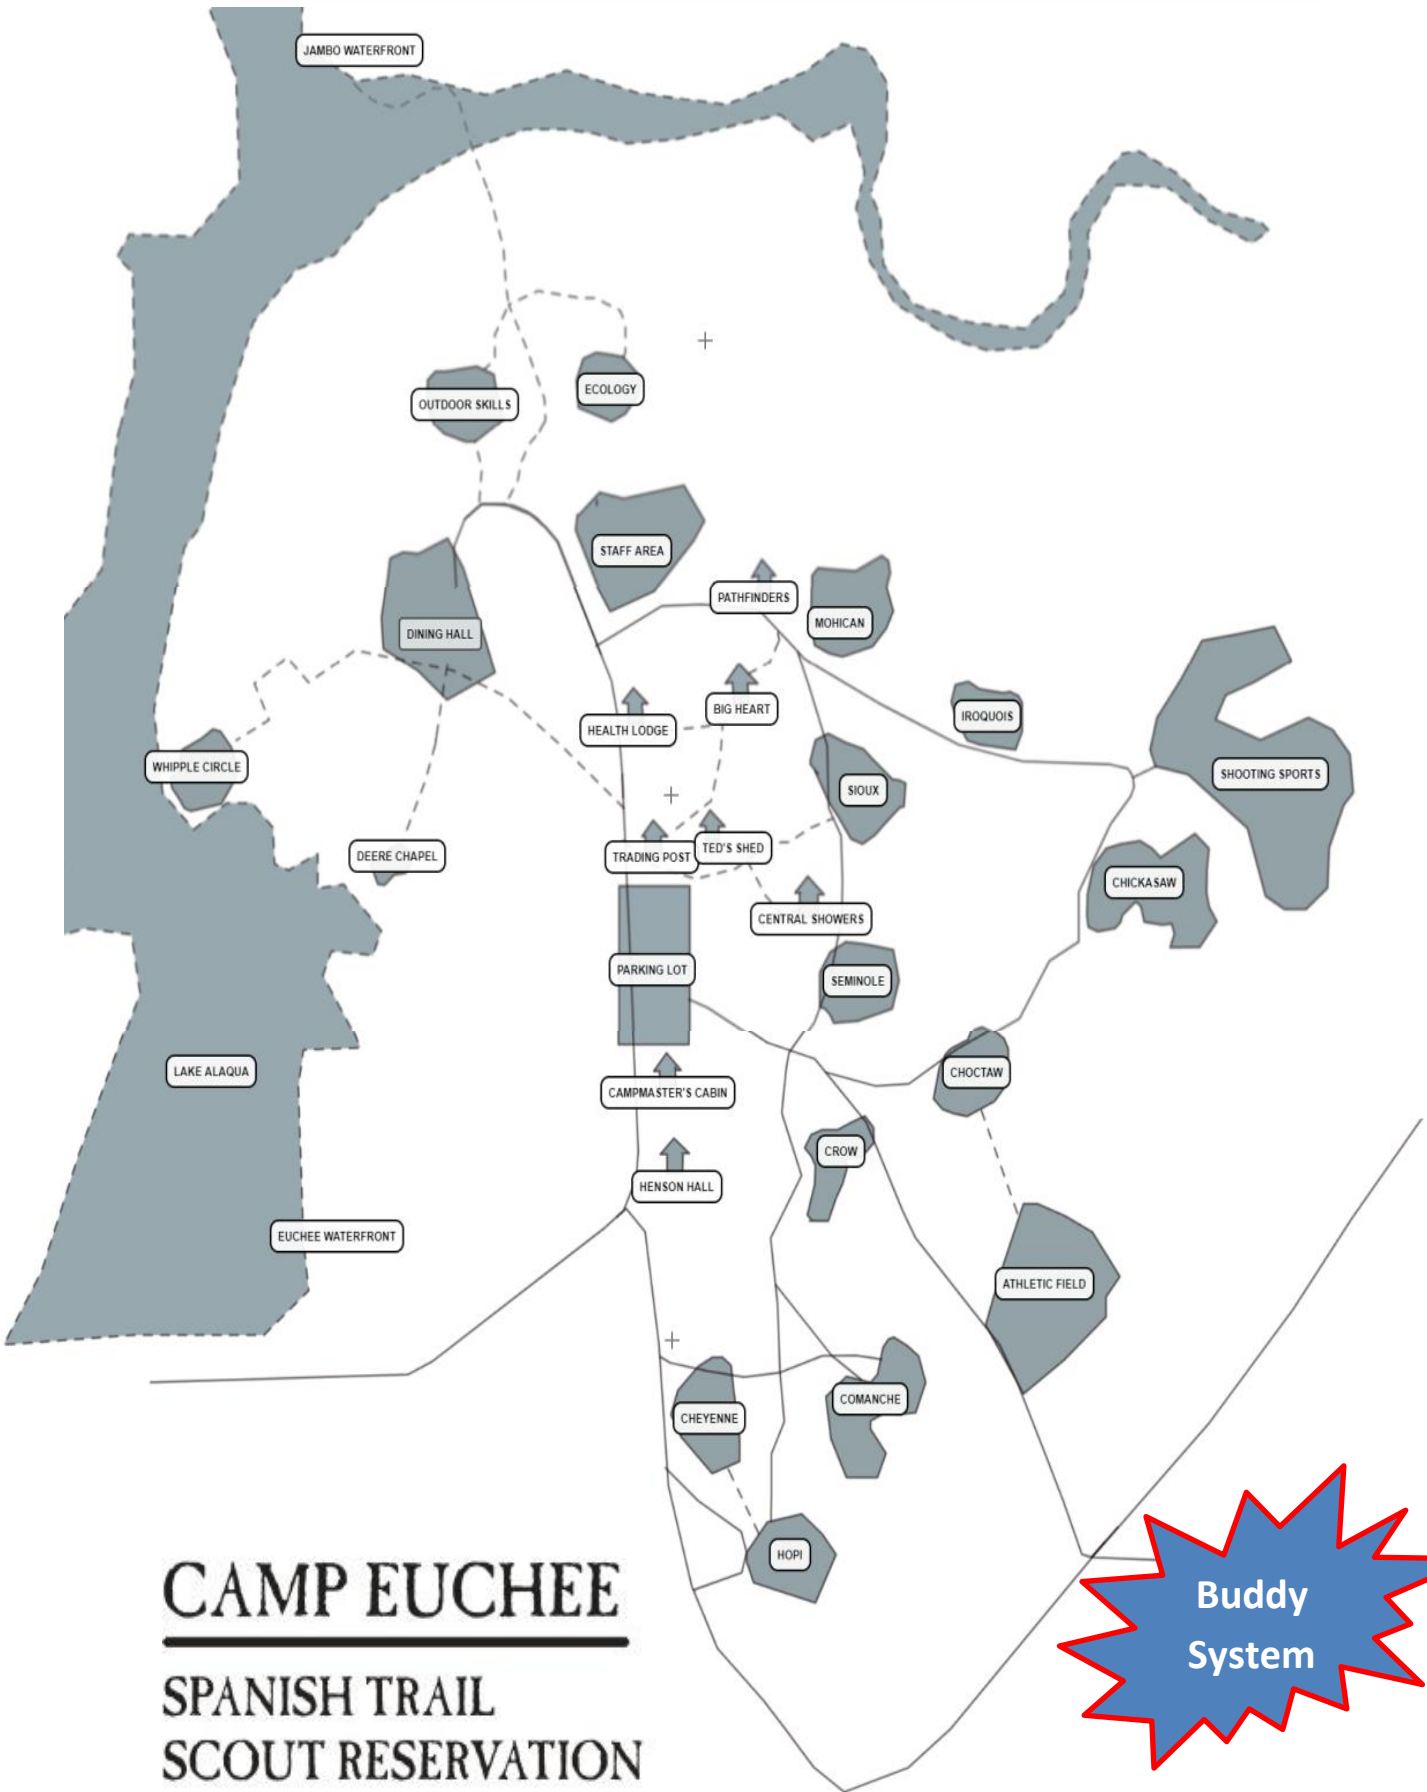 JAMBO WATERFRONT
ECOLOGY
OUTDOOR SKILLS
STAFF AREA
PATHFINDERS
MOHICAN
DINING HALL
BIG HEART
IROQUOIS
HEALTH LODGE
WHIPPLE CIRCLE
SHOOTING SPORTS
SIOUX
TED'S SHED
DEERE CHAPEL
TRADING POST
CHICKASAW
CENTRAL SHOWERS
PARKING LOT
SEMINOLE
LAKE ALAQUA
CHOCTAW
CAMPMASTER'S CABIN
CROW
HENSON HALL
EUCHEE WATERFRONT
ATHLETIC FIELD
COMANCHE
CHEYENNE
HOPI
CAMP EUCHEE
SPANISH TRAIL
SCOUT RESERVATION
Buddy
System